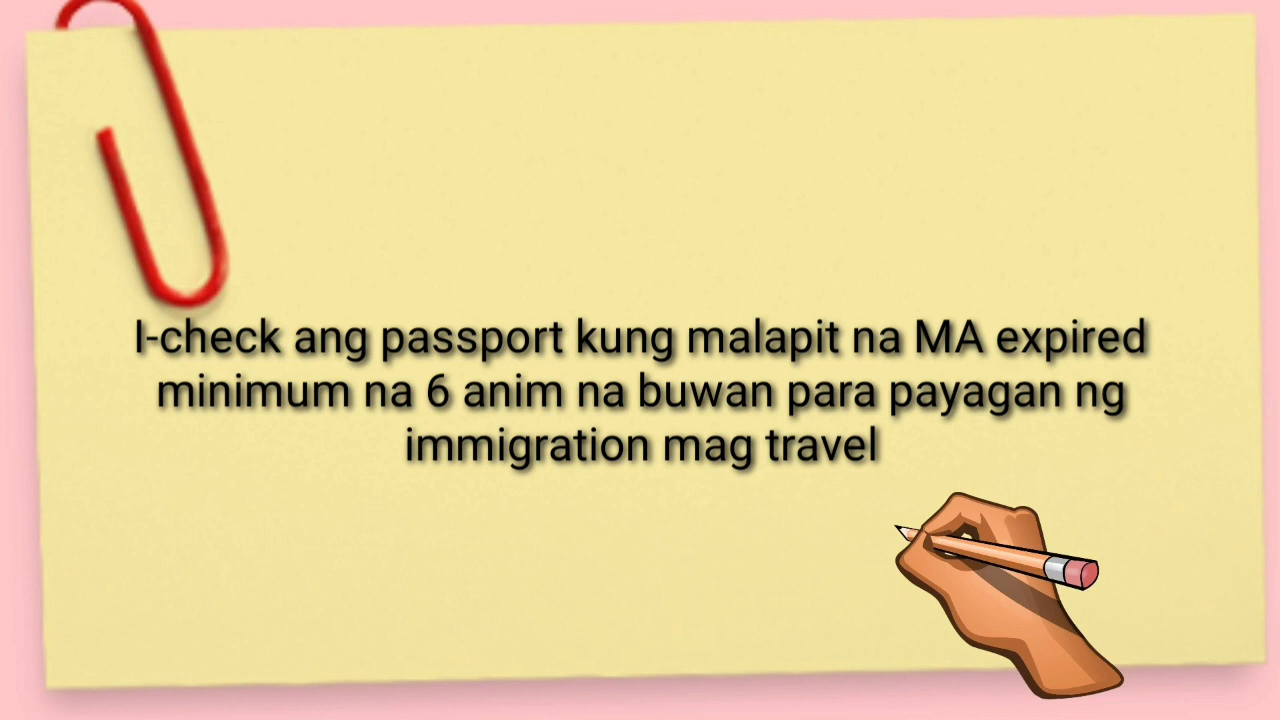 I-check ang passport kung malapit na MA expired
minimum na 6 anim na buwan para payagan ng
immigration mag travel